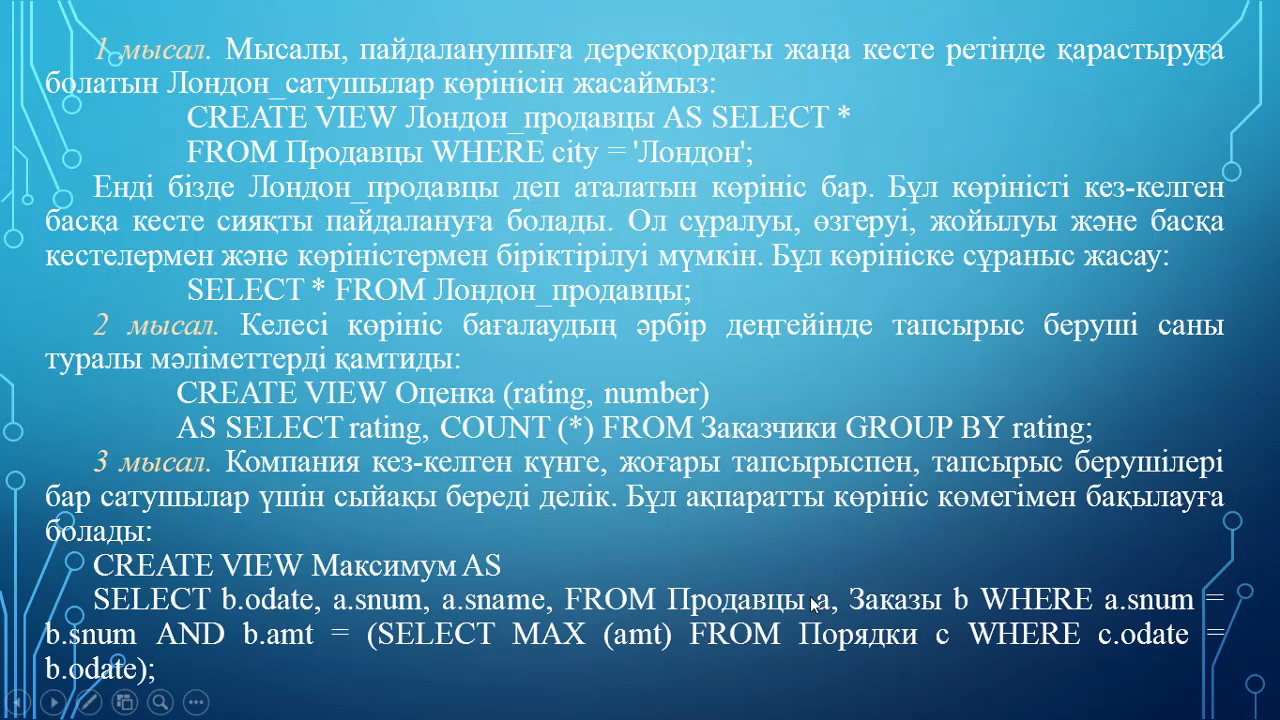 1 мысал. Мысалы, пайдаланушыға дерекқордағы жаңа кесте ретінде қарастыруға
болатын Лондон_сатушылар көрінісін жасаймыз:
CREATE VIEW Лондон_продавцы AS SELECT *
FROM Продавцы WHERE city = 'Лондон';
Енді бізде Лондон_продавцы деп аталатын көрініс бар. Бұл көріністі кез-келген
басқа кесте сияқты пайдалануға болады. Ол сұралуы, өзгеруі, жойылуы және басқа
кестелермен және көріністермен біріктірілуі мүмкін. Бұл көрініске сұраныс жасау:
SELECT * FROM Лондон_продавцы;
2 мысал. Келесі көрініс бағалаудың әрбір деңгейінде тапсырыс беруші саны
туралы мәліметтерді қамтиды:
CREATE VIEW Оценка (rating, number)
AS SELECT rating, COUNT (*) FROM Заказчики GROUP BY rating;
3 мысал. Компания кез-келген күнге, жоғары тапсырыспен, тапсырыс берушілері
бар сатушылар үшін сыйақы береді делік. Бұл ақпаратты көрініс көмегімен бақылауға
болады:
CREATE VIEW Максимум AS
SELECT b.odate, a.snum, a.sname, FROM Продавцы a, Заказы b WHERE a.snum =
b.snum AND b.amt = (SELECT MAX (amt) FROM Порядки c WHERE c.odate =
b.odate);